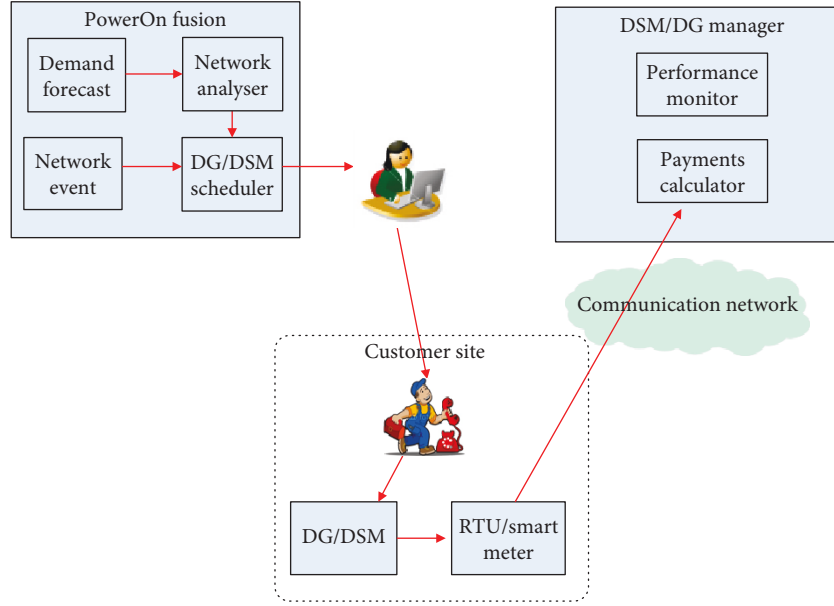 PowerOn fusion
Demand
forecast
Network
analyser
Network
event
DG/DSM
scheduler
DSM/DG manager
Performance
monitor
Payments
calculator
Communication network
Customer site
DG/DSM
RTU/smart
meter